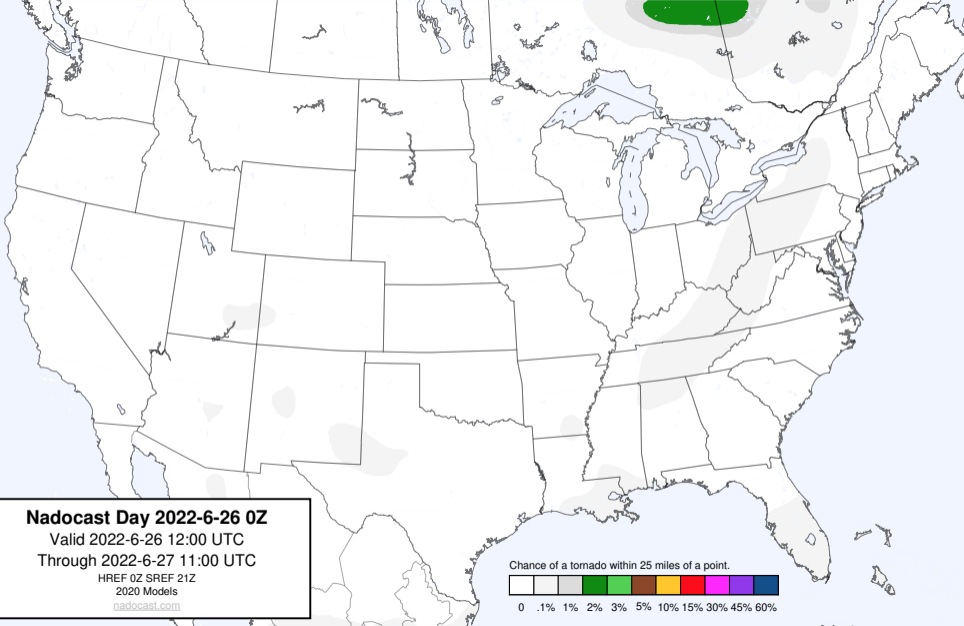 Nadocast Day 2022-6-26 0Z
Valid 2022-6-26 12:00 UTC
Through 2022-6-27 11:00 UTC
HREF 0Z SREF 21Z
2020 Models
nadocast.com
Chance of a tornado within 25 miles of a point.
0 .1% 1% 2% 3% 5% 10% 15% 30% 45% 60%